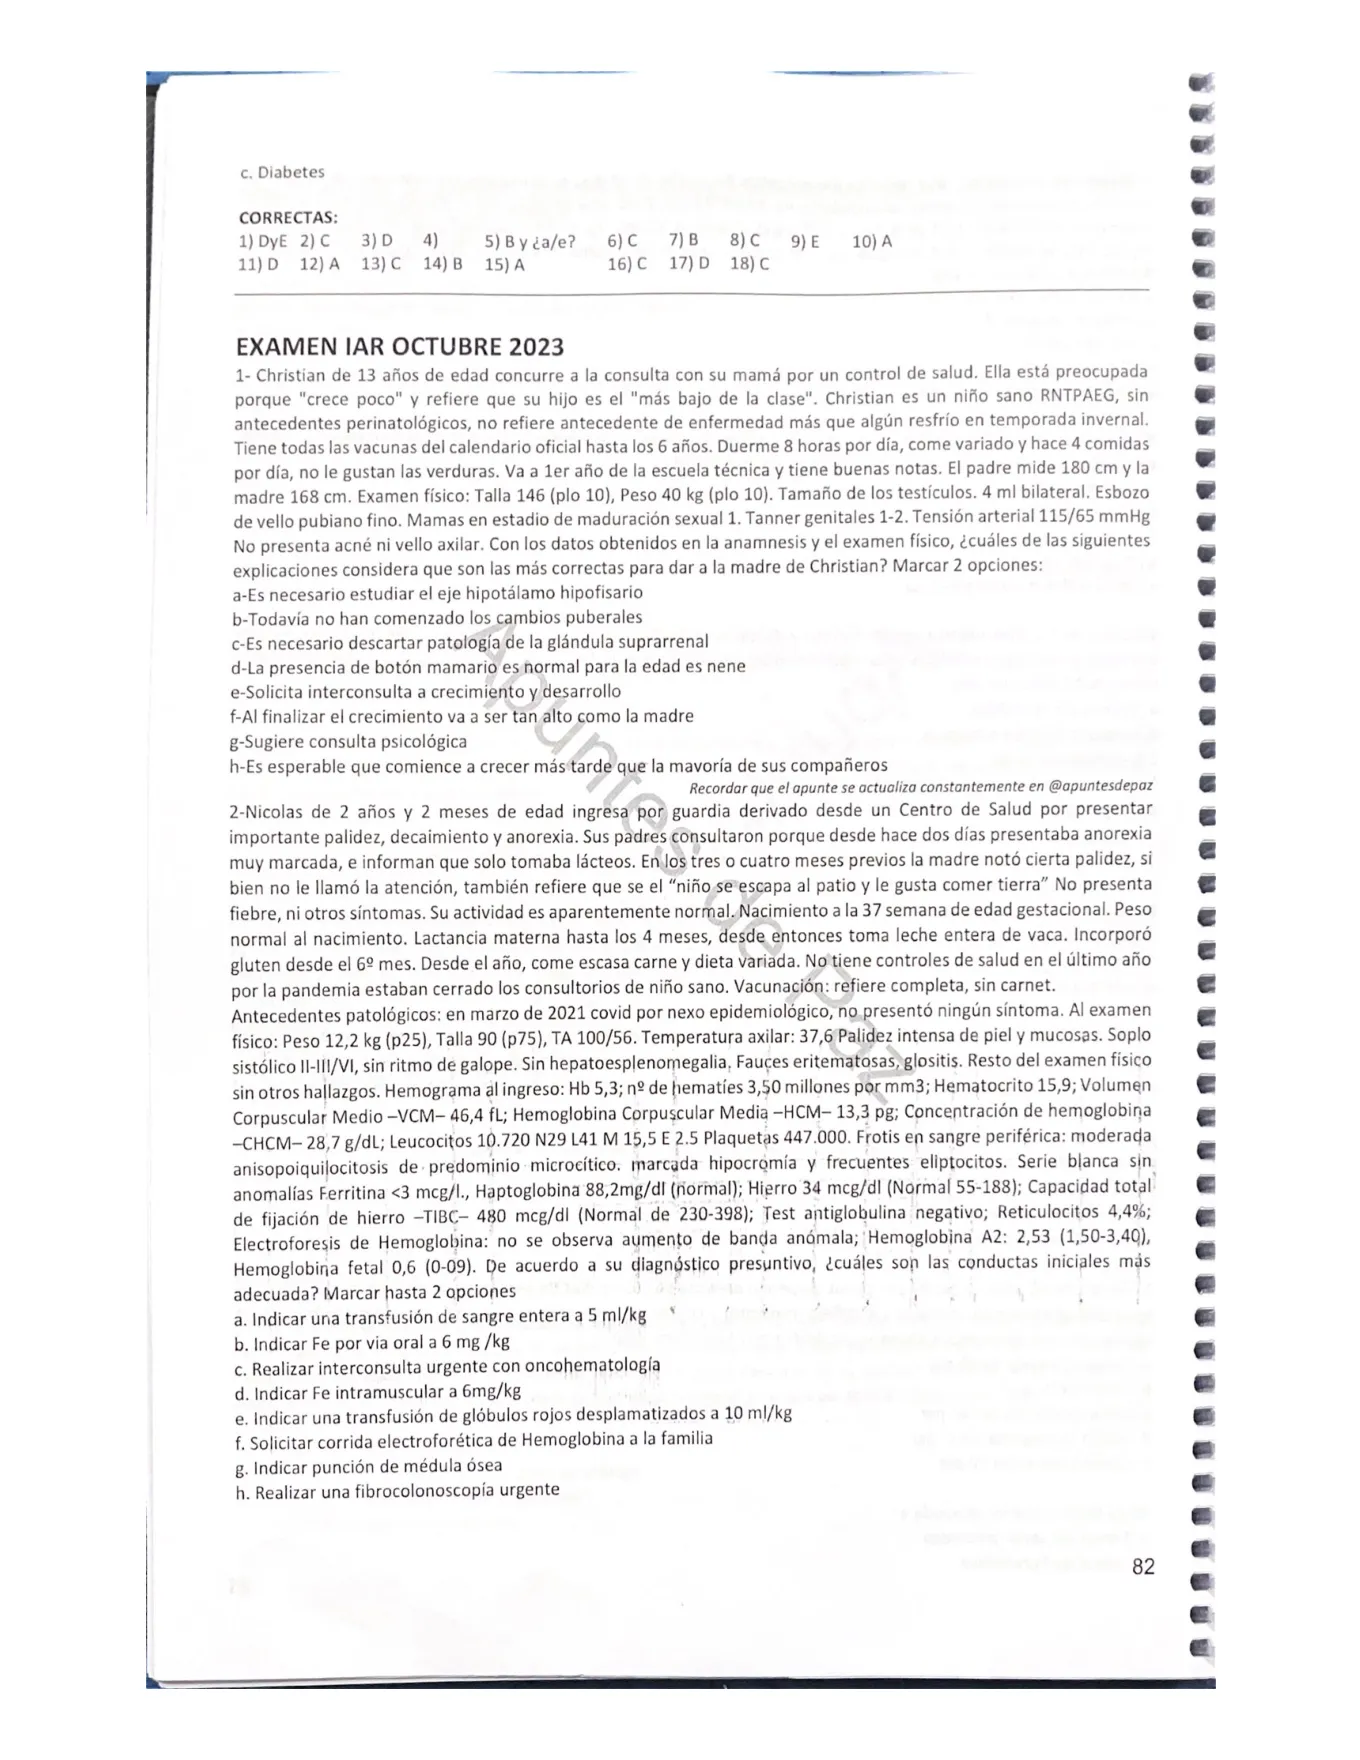 c. Diabetes
CORRECTAS:
1) DyE 2) C 3) D 4) 5) B y ¿a/e? 6) C 7) B 8) C 9) E 10) A
11) D 12) A 13) C 14) B 15) A 16) C 17) D 18) C
EXAMEN IAR OCTUBRE 2023
1- Christian de 13 años de edad concurre a la consulta con su mamá por un control de salud. Ella está preocupada
porque "crece poco" y refiere que su hijo es el "más bajo de la clase". Christian es un niño sano RNTPAEG, sin
antecedentes perinatológicos, no refiere antecedente de enfermedad más que algún resfrío en temporada invernal.
Tiene todas las vacunas del calendario oficial hasta los 6 años. Duerme 8 horas por día, come variado y hace 4 comidas
por día, no le gustan las verduras. Va a 1er año de la escuela técnica y tiene buenas notas. El padre mide 180 cm y la
madre 168 cm. Examen físico: Talla 146 (plo 10), Peso 40 kg (plo 10). Tamaño de los testículos. 4 ml bilateral. Esbozo
de vello pubiano fino. Mamas en estadio de maduración sexual 1. Tanner genitales 1-2. Tensión arterial 115/65 mmHg
No presenta acné ni vello axilar. Con los datos obtenidos en la anamnesis y el examen físico, ¿cuáles de las siguientes
explicaciones considera que son las más correctas para dar a la madre de Christian? Marcar 2 opciones:
a-Es necesario estudiar el eje hipotálamo hipofisario
b-Todavía no han comenzado los cambios puberales
c-Es necesario descartar patología de la glándula suprarrenal
d-La presencia de botón mamario es normal para la edad es nene
e-Solicita interconsulta a crecimiento y desarrollo
f-Al finalizar el crecimiento va a ser tan alto como la madre
g-Sugiere consulta psicológica
h-Es esperable que comience a crecer más tarde que la mavoría de sus compañeros
Recordar que el apunte se actualiza constantemente en @apuntesdepaz
2-Nicolas de 2 años y 2 meses de edad ingresa por guardia derivado desde un Centro de Salud por presentar
importante palidez, decaimiento y anorexia. Sus padres consultaron porque desde hace dos días presentaba anorexia
muy marcada, e informan que solo tomaba lácteos. En los tres o cuatro meses previos la madre notó cierta palidez, si
bien no le llamó la atención, también refiere que se el "niño se escapa al patio y le gusta comer tierra" No presenta
fiebre, ni otros síntomas. Su actividad es aparentemente normal. Nacimiento a la 37 semana de edad gestacional. Peso
normal al nacimiento. Lactancia materna hasta los 4 meses, desde entonces toma leche entera de vaca. Incorporó
gluten desde el 6º mes. Desde el año, come escasa carne y dieta variada. No tiene controles de salud en el último año
por la pandemia estaban cerrado los consultorios de niño sano. Vacunación: refiere completa, sin carnet.
Antecedentes patológicos: en marzo de 2021 covid por nexo epidemiológico, no presentó ningún síntoma. Al examen
físico: Peso 12,2 kg (p25), Talla 90 (p75), TA 100/56. Temperatura axilar: 37,6 Palidez intensa de piel y mucosas. Soplo
sistólico II-III/VI, sin ritmo de galope. Sin hepatoesplenomegalia, Fauces eritematosas, glositis. Resto del examen físico
sin otros hallazgos. Hemograma al ingreso: Hb 5,3; nº de hematíes 3,50 millones por mm3; Hematocrito 15,9; Volumen
Corpuscular Medio –VCM– 46,4 fL; Hemoglobina Corpuscular Media –HCM– 13,3 pg; Concentración de hemoglobina
–CHCM– 28,7 g/dL; Leucocitos 10.720 N29 L41 M 15,5 E 2.5 Plaquetas 447.000. Frotis en sangre periférica: moderada
anisopoiquilocitosis de predominio microcítico. marcada hipocromía y frecuentes eliptocitos. Serie blanca sin
anomalías Ferritina <3 mcg/l., Haptoglobina 88,2mg/dl (normal); Hierro 34 mcg/dl (Normal 55-188); Capacidad total
de fijación de hierro –TIBC– 480 mcg/dl (Normal de 230-398); Test antiglobulina negativo; Reticulocitos 4,4%;
Electroforesis de Hemoglobina: no se observa aumento de banda anómala; Hemoglobina A2: 2,53 (1,50-3,40),
Hemoglobina fetal 0,6 (0-09). De acuerdo a su diagnóstico presuntivo, ¿cuáles son las conductas iniciales más
adecuada? Marcar hasta 2 opciones
a. Indicar una transfusión de sangre entera a 5 ml/kg
b. Indicar Fe por via oral a 6 mg /kg
c. Realizar interconsulta urgente con oncohematología
d. Indicar Fe intramuscular a 6mg/kg
e. Indicar una transfusión de glóbulos rojos desplamatizados a 10 ml/kg
f. Solicitar corrida electroforética de Hemoglobina a la familia
g. Indicar punción de médula ósea
h. Realizar una fibrocolonoscopía urgente
82
Apuntes de Paz